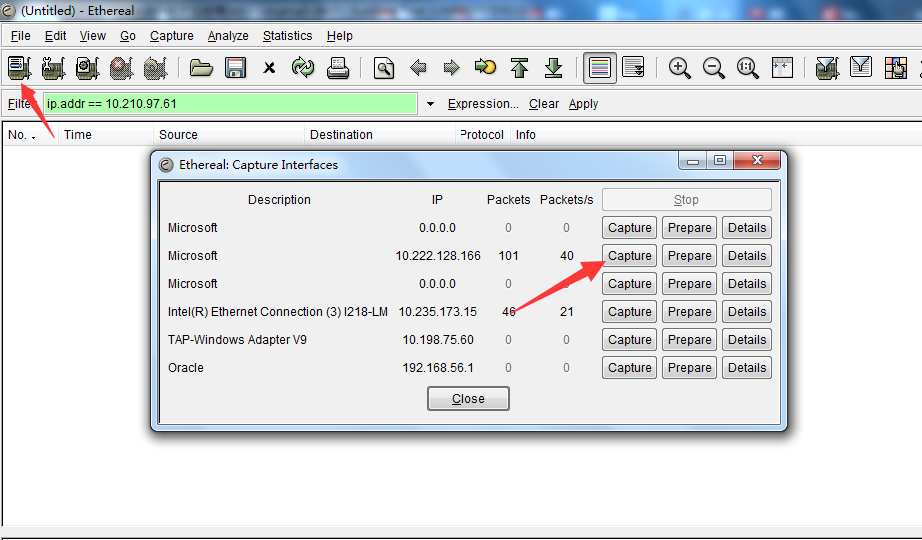 (Untitled) - Ethereal
File Edit View Go Capture Analyze Statistics Help
Filter: ip.addr == 10.210.97.61 Expression... Clear Apply
No. . Time Source Destination Protocol Info
Ethereal: Capture Interfaces
Description IP Packets Packets/s Stop
Microsoft 0.0.0.0 0 0 Capture Prepare Details
Microsoft 10.222.128.166 101 40 Capture Prepare Details
Microsoft 0.0.0.0 0 Capture Prepare Details
Intel(R) Ethernet Connection (3) I218-LM 10.235.173.15 46 21 Capture Prepare Details
TAP-Windows Adapter V9 10.198.75.60 0 0 Capture Prepare Details
Oracle 192.168.56.1 0 0 Capture Prepare Details
Close